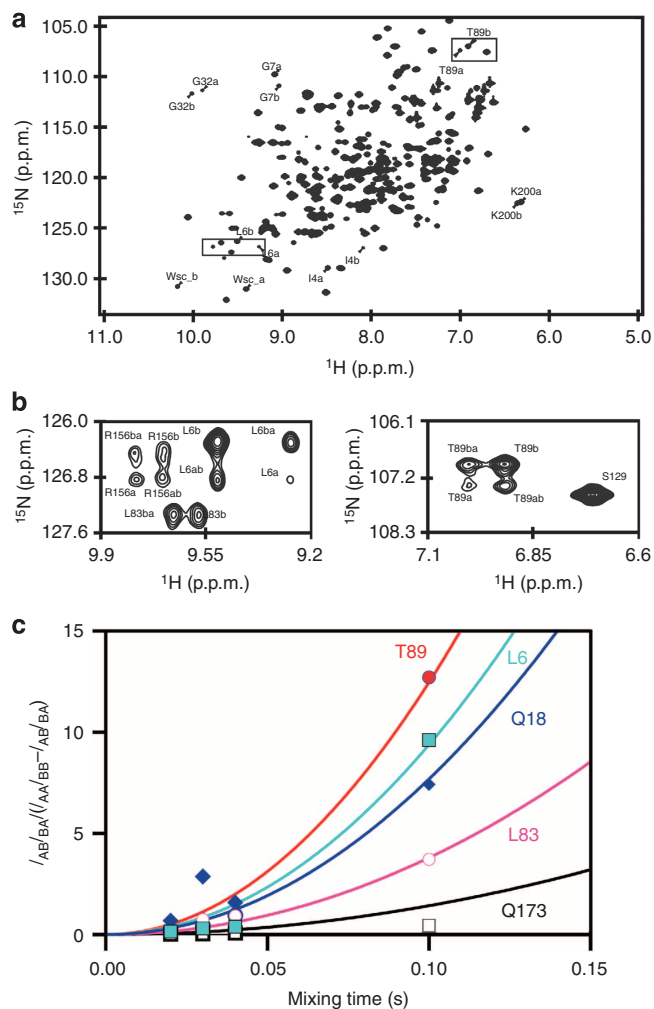 a
105.0
110.0
115.0
120.0
125.0
130.0
15N (p.p.m.)
T89b
T89a
G7a
G7b
G32a
G32b
K200a
K200b
L6b
L6a
I4b
I4a
Wsc_b
Wsc_a
11.0 10.0 9.0 8.0 7.0 6.0 5.0
1H (p.p.m.)
b
126.0
126.8
127.6
15N (p.p.m.)
R156ba R156b L6b L6ba
L6ab L6a
R156a R156ab
L83ba 83b
9.9 9.55 9.2
1H (p.p.m.)
106.1
107.2
108.3
15N (p.p.m.)
T89ba T89b
S129
T89a T89ab
7.1 6.85 6.6
1H (p.p.m.)
c
15
10
5
0
IAB/BA/(IAA/BB–IAB/BA)
T89
L6
Q18
L83
Q173
0.00 0.05 0.10 0.15
Mixing time (s)